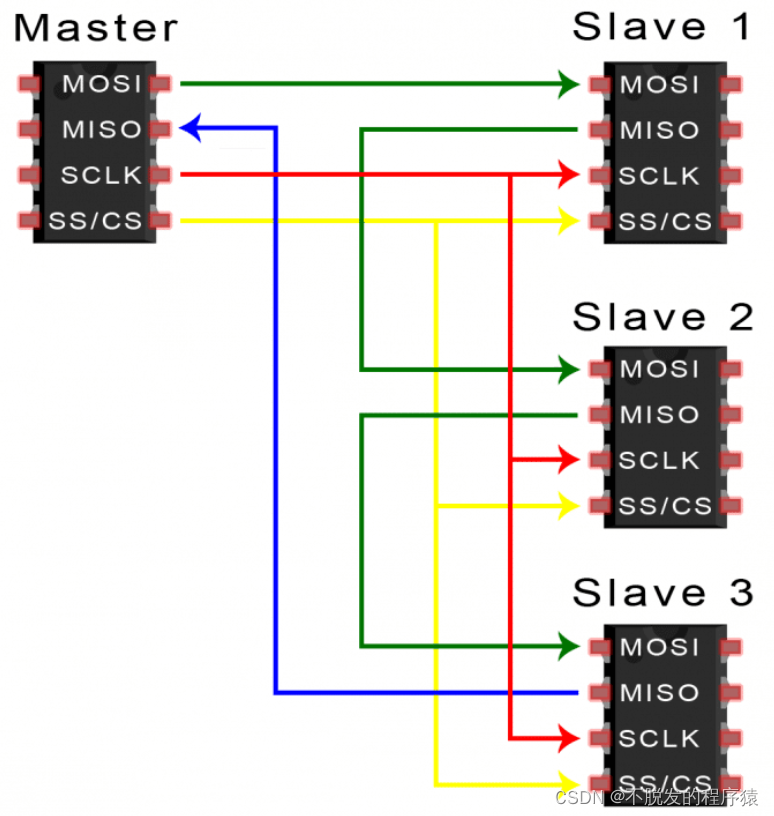 Master
MOSI
MISO
SCLK
SS/CS
Slave 1
MOSI
MISO
SCLK
SS/CS
Slave 2
MOSI
MISO
SCLK
SS/CS
Slave 3
MOSI
MISO
SCLK
SS/CS
CSDN @不脱发的程序猿